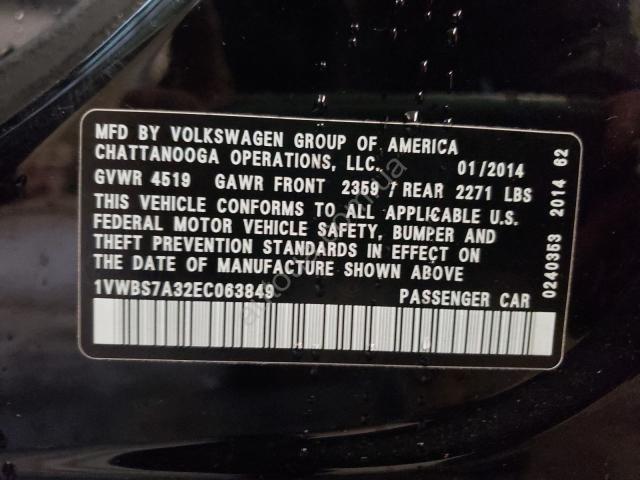 MFD BY VOLKSWAGEN GROUP OF AMERICA
CHATTANOOGA OPERATIONS, LLC. 01/2014
GVWR 4519 GAWR FRONT 2359 / REAR 2271 LBS
THIS VEHICLE CONFORMS TO ALL APPLICABLE U.S.
FEDERAL MOTOR VEHICLE SAFETY, BUMPER AND
THEFT PREVENTION STANDARDS IN EFFECT ON
THE DATE OF MANUFACTURE SHOWN ABOVE
1VWBS7A32EC063849 PASSENGER CAR
0240353 2014 62